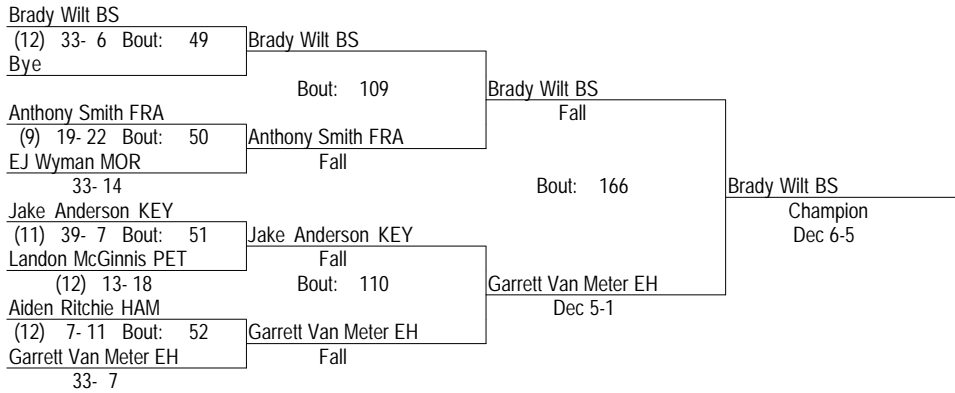 Brady Wilt BS
(12) 33- 6 Bout: 49
Brady Wilt BS
Bye
Bout: 109
Brady Wilt BS
Anthony Smith FRA
Fall
(9) 19- 22 Bout: 50
Anthony Smith FRA
EJ Wyman MOR
Fall
33- 14
Bout: 166
Brady Wilt BS
Jake Anderson KEY
Champion
(11) 39- 7 Bout: 51
Jake Anderson KEY
Dec 6-5
Landon McGinnis PET
Fall
(12) 13- 18
Bout: 110
Garrett Van Meter EH
Aiden Ritchie HAM
Dec 5-1
(12) 7- 11 Bout: 52
Garrett Van Meter EH
Garrett Van Meter EH
Fall
33- 7